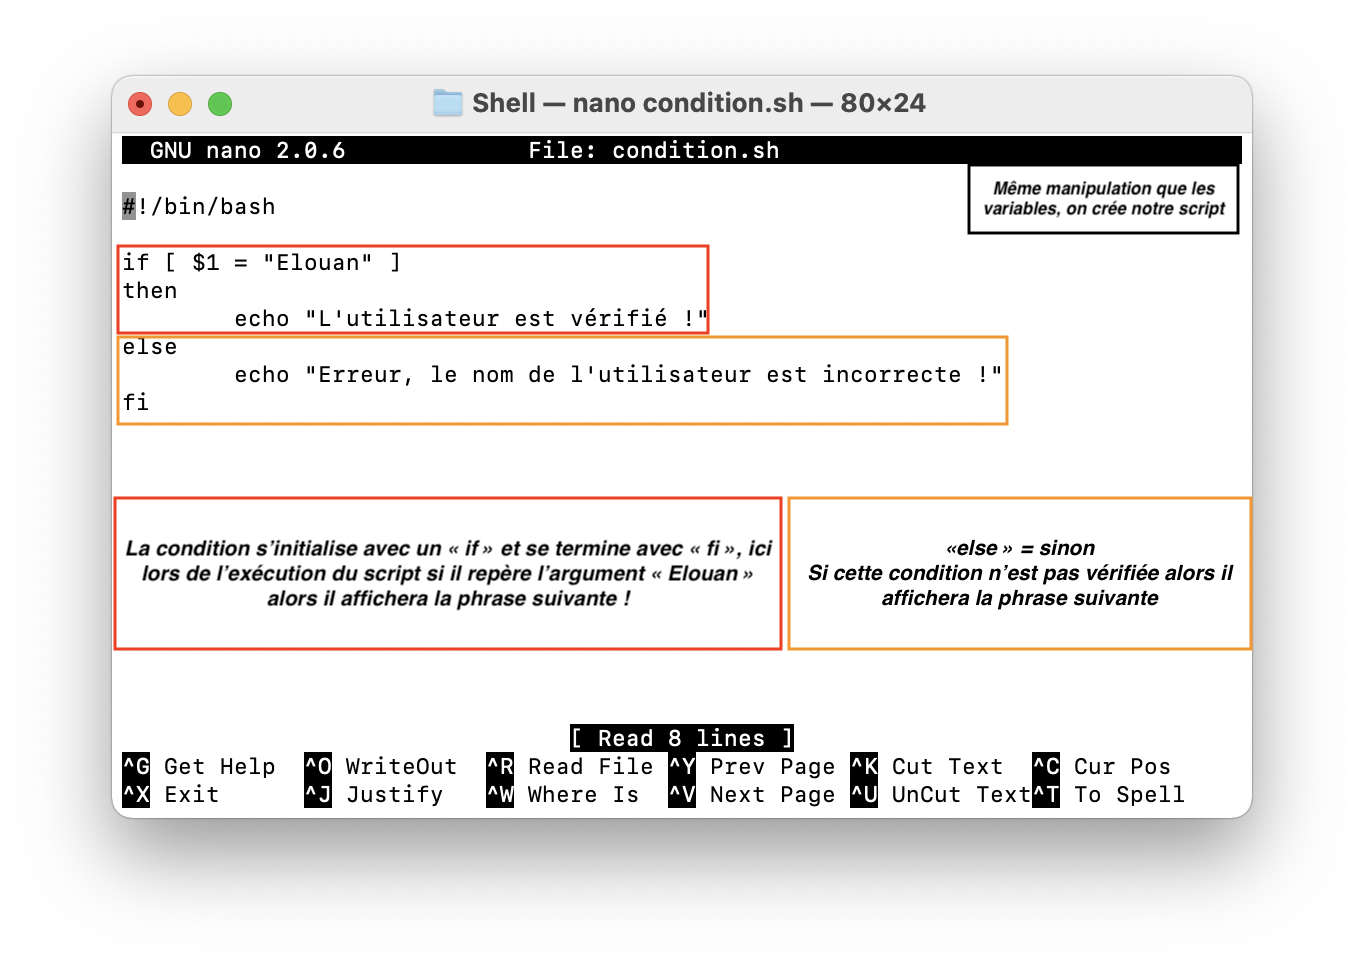 Shell — nano condition.sh — 80×24
GNU nano 2.0.6 File: condition.sh
Même manipulation que les
variables, on crée notre script
#!/bin/bash
if [ $1 = "Elouan" ]
then
echo "L'utilisateur est vérifié !"
else
echo "Erreur, le nom de l'utilisateur est incorrecte !"
fi
La condition s'initialise avec un « if » et se termine avec « fi », ici
lors de l'exécution du script si il repère l'argument « Elouan »
alors il affichera la phrase suivante !
«else » = sinon
Si cette condition n'est pas vérifiée alors il
affichera la phrase suivante
[ Read 8 lines ]
^G Get Help ^O WriteOut ^R Read File ^Y Prev Page ^K Cut Text ^C Cur Pos
^X Exit ^J Justify ^W Where Is ^V Next Page ^U UnCut Text ^T To Spell